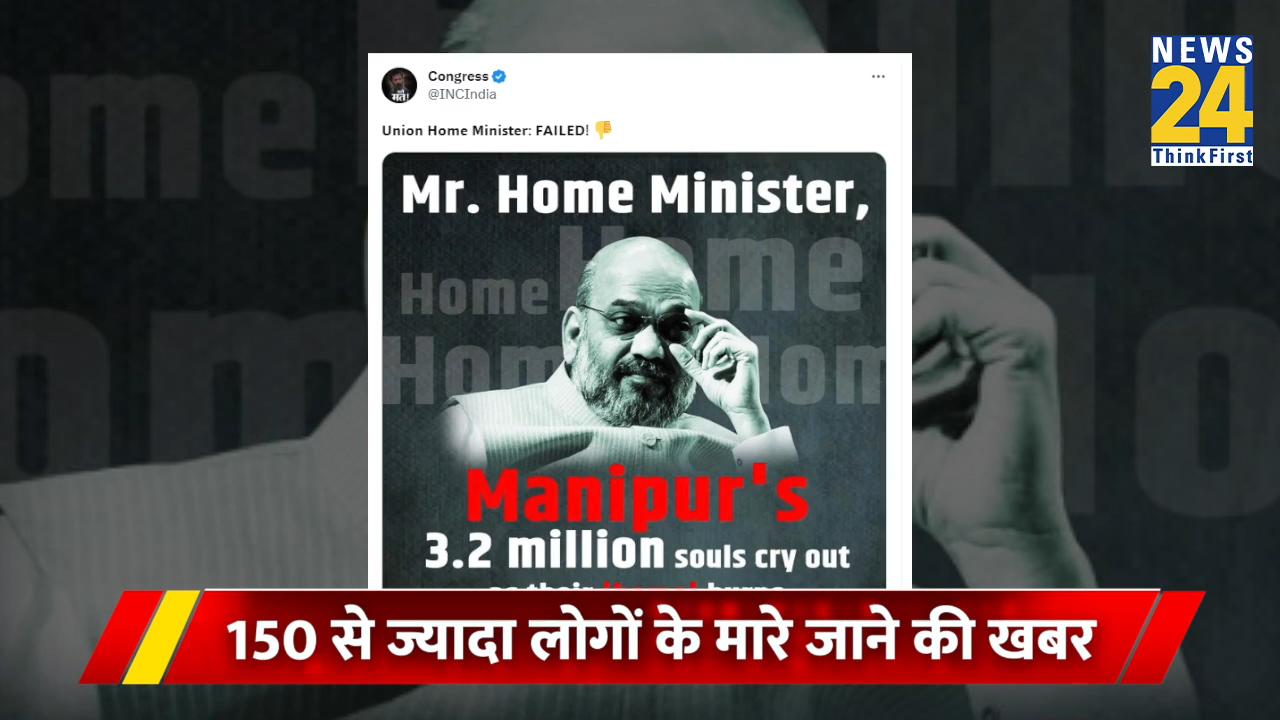 Congress
@INCIndia
Union Home Minister: FAILED! 👎
Mr. Home Minister,
Home
Home
Home
Manipur's
3.2 million souls cry out
NEWS
24
ThinkFirst
150 से ज्यादा लोगों के मारे जाने की खबर